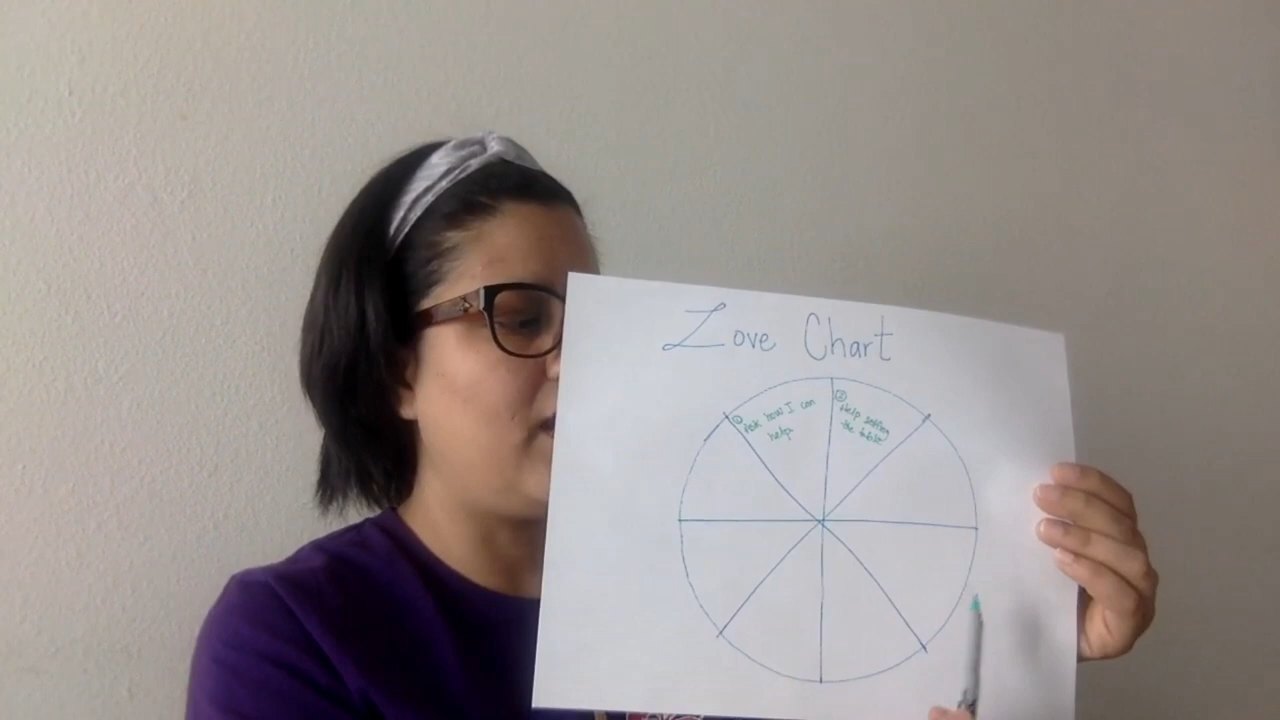 Love Chart
① Ask how I can
help
② Help setting
the table